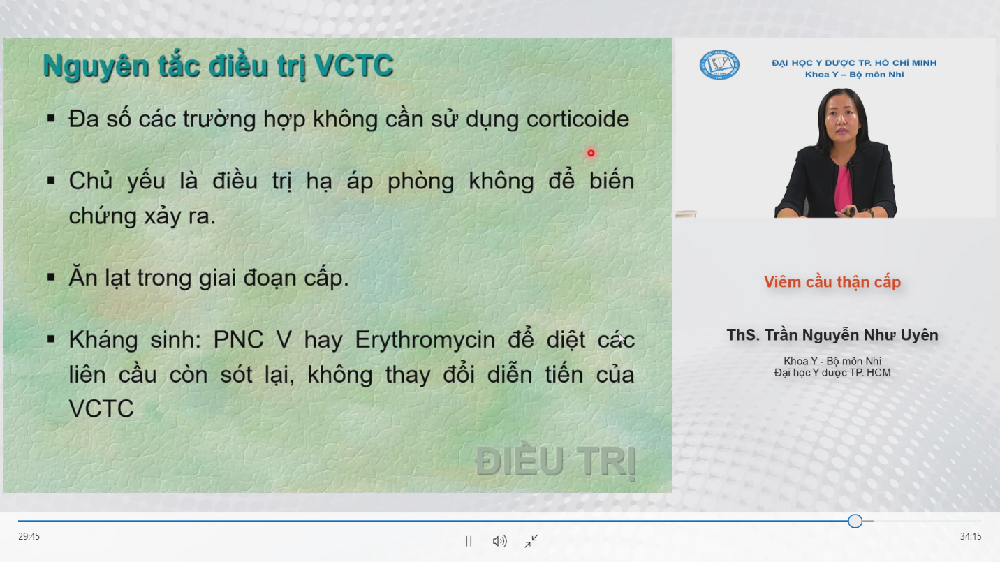 Nguyên tắc điều trị VCTC
▪ Đa số các trường hợp không cần sử dụng corticoide
▪ Chủ yếu là điều trị hạ áp phòng không để biến
chứng xảy ra.
▪ Ăn lạt trong giai đoạn cấp.
▪ Kháng sinh: PNC V hay Erythromycin để diệt các
liên cầu còn sót lại, không thay đổi diễn tiến của
VCTC
ĐIỀU TRỊ
ĐẠI HỌC Y DƯỢC TP. HỒ CHÍ MINH
Khoa Y – Bộ môn Nhi
Viêm cầu thận cấp
ThS. Trần Nguyễn Như Uyên
Khoa Y - Bộ môn Nhi
Đại học Y dược TP. HCM
29:45
34:15